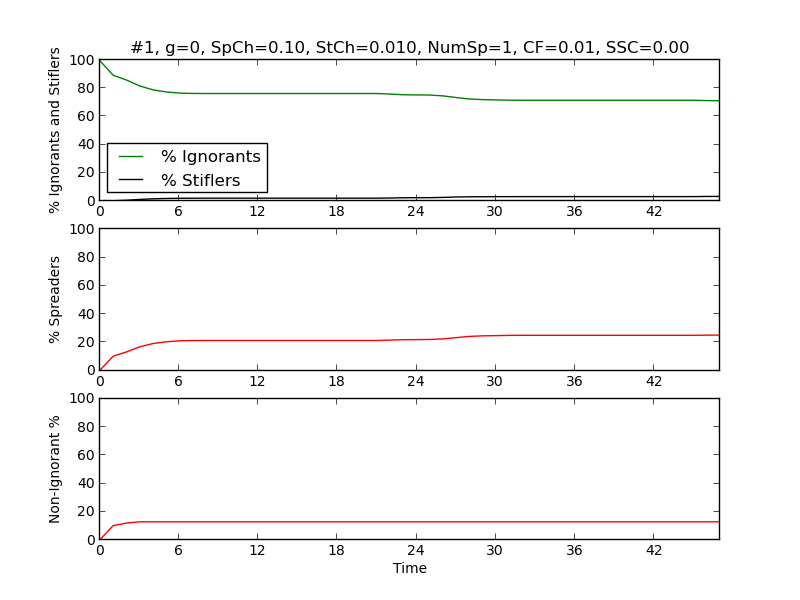 #1, g=0, SpCh=0.10, StCh=0.010, NumSp=1, CF=0.01, SSC=0.00
% Ignorants and Stiflers
100
80
60
40
20
0
% Ignorants
% Stiflers
0 6 12 18 24 30 36 42
% Spreaders
100
80
60
40
20
0
0 6 12 18 24 30 36 42
Non-Ignorant %
100
80
60
40
20
0
0 6 12 18 24 30 36 42
Time